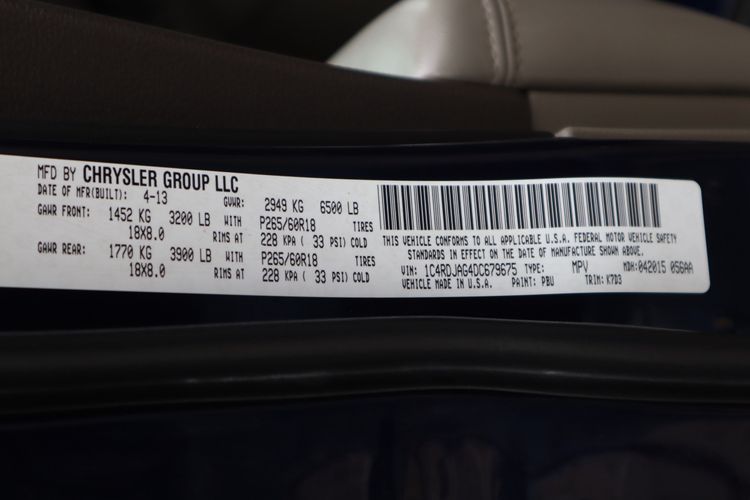 MFD BY CHRYSLER GROUP LLC
DATE OF MFR(BUILT): 4-13 GVWR: 2949 KG 6500 LB
GAWR FRONT: 1452 KG 3200 LB WITH P265/60R18 TIRES
18X8.0 RIMS AT 228 KPA ( 33 PSI) COLD
GAWR REAR: 1770 KG 3900 LB WITH P265/60R18 TIRES
18X8.0 RIMS AT 228 KPA ( 33 PSI) COLD
THIS VEHICLE CONFORMS TO ALL APPLICABLE U.S.A. FEDERAL MOTOR VEHICLE SAFETY
STANDARDS IN EFFECT ON THE DATE OF MANUFACTURE SHOWN ABOVE.
VIN: 1C4RDJAG4DC679675 TYPE: MPV MDH:042015 056AA
VEHICLE MADE IN U.S.A. PAINT: PBU TRIM: K7D3